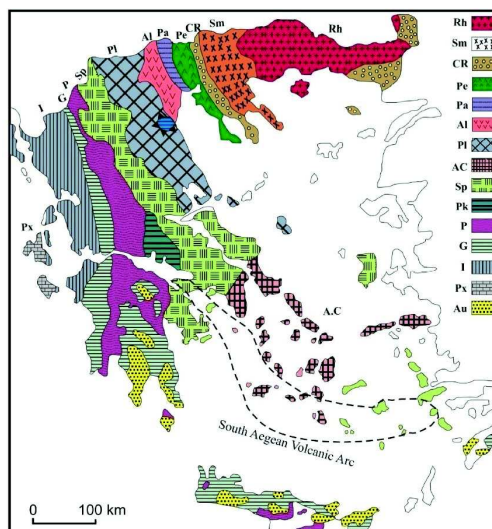 CR
Sm
Rh
Al
Pa
Pe
Pl
Sp
P
G
I
Px
A.C
South Aegean Volcanic Arc
0 100 km
Rh
Sm
CR
Pe
Pa
Al
Pl
AC
Sp
Pk
P
G
I
Px
Au